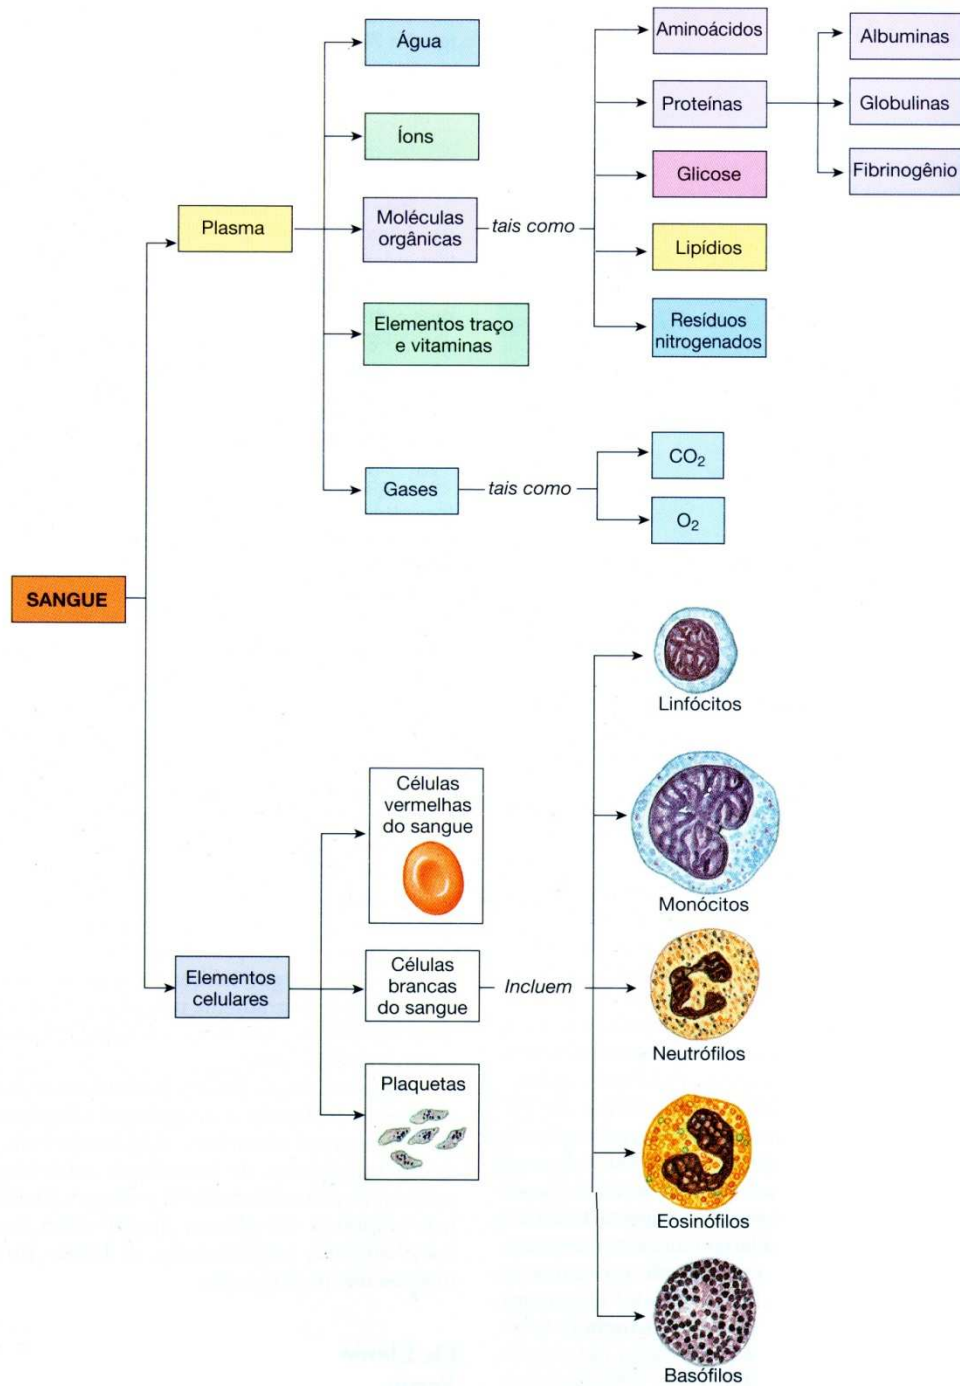 SANGUE
Plasma
Água
Íons
Moléculas
orgânicas
tais como
Aminoácidos
Proteínas
Albuminas
Globulinas
Fibrinogênio
Glicose
Lipídios
Resíduos
nitrogenados
Elementos traço
e vitaminas
Gases
tais como
CO₂
O₂
Elementos
celulares
Células
vermelhas
do sangue
Células
brancas
do sangue
Incluem
Linfócitos
Monócitos
Neutrófilos
Eosinófilos
Basófilos
Plaquetas